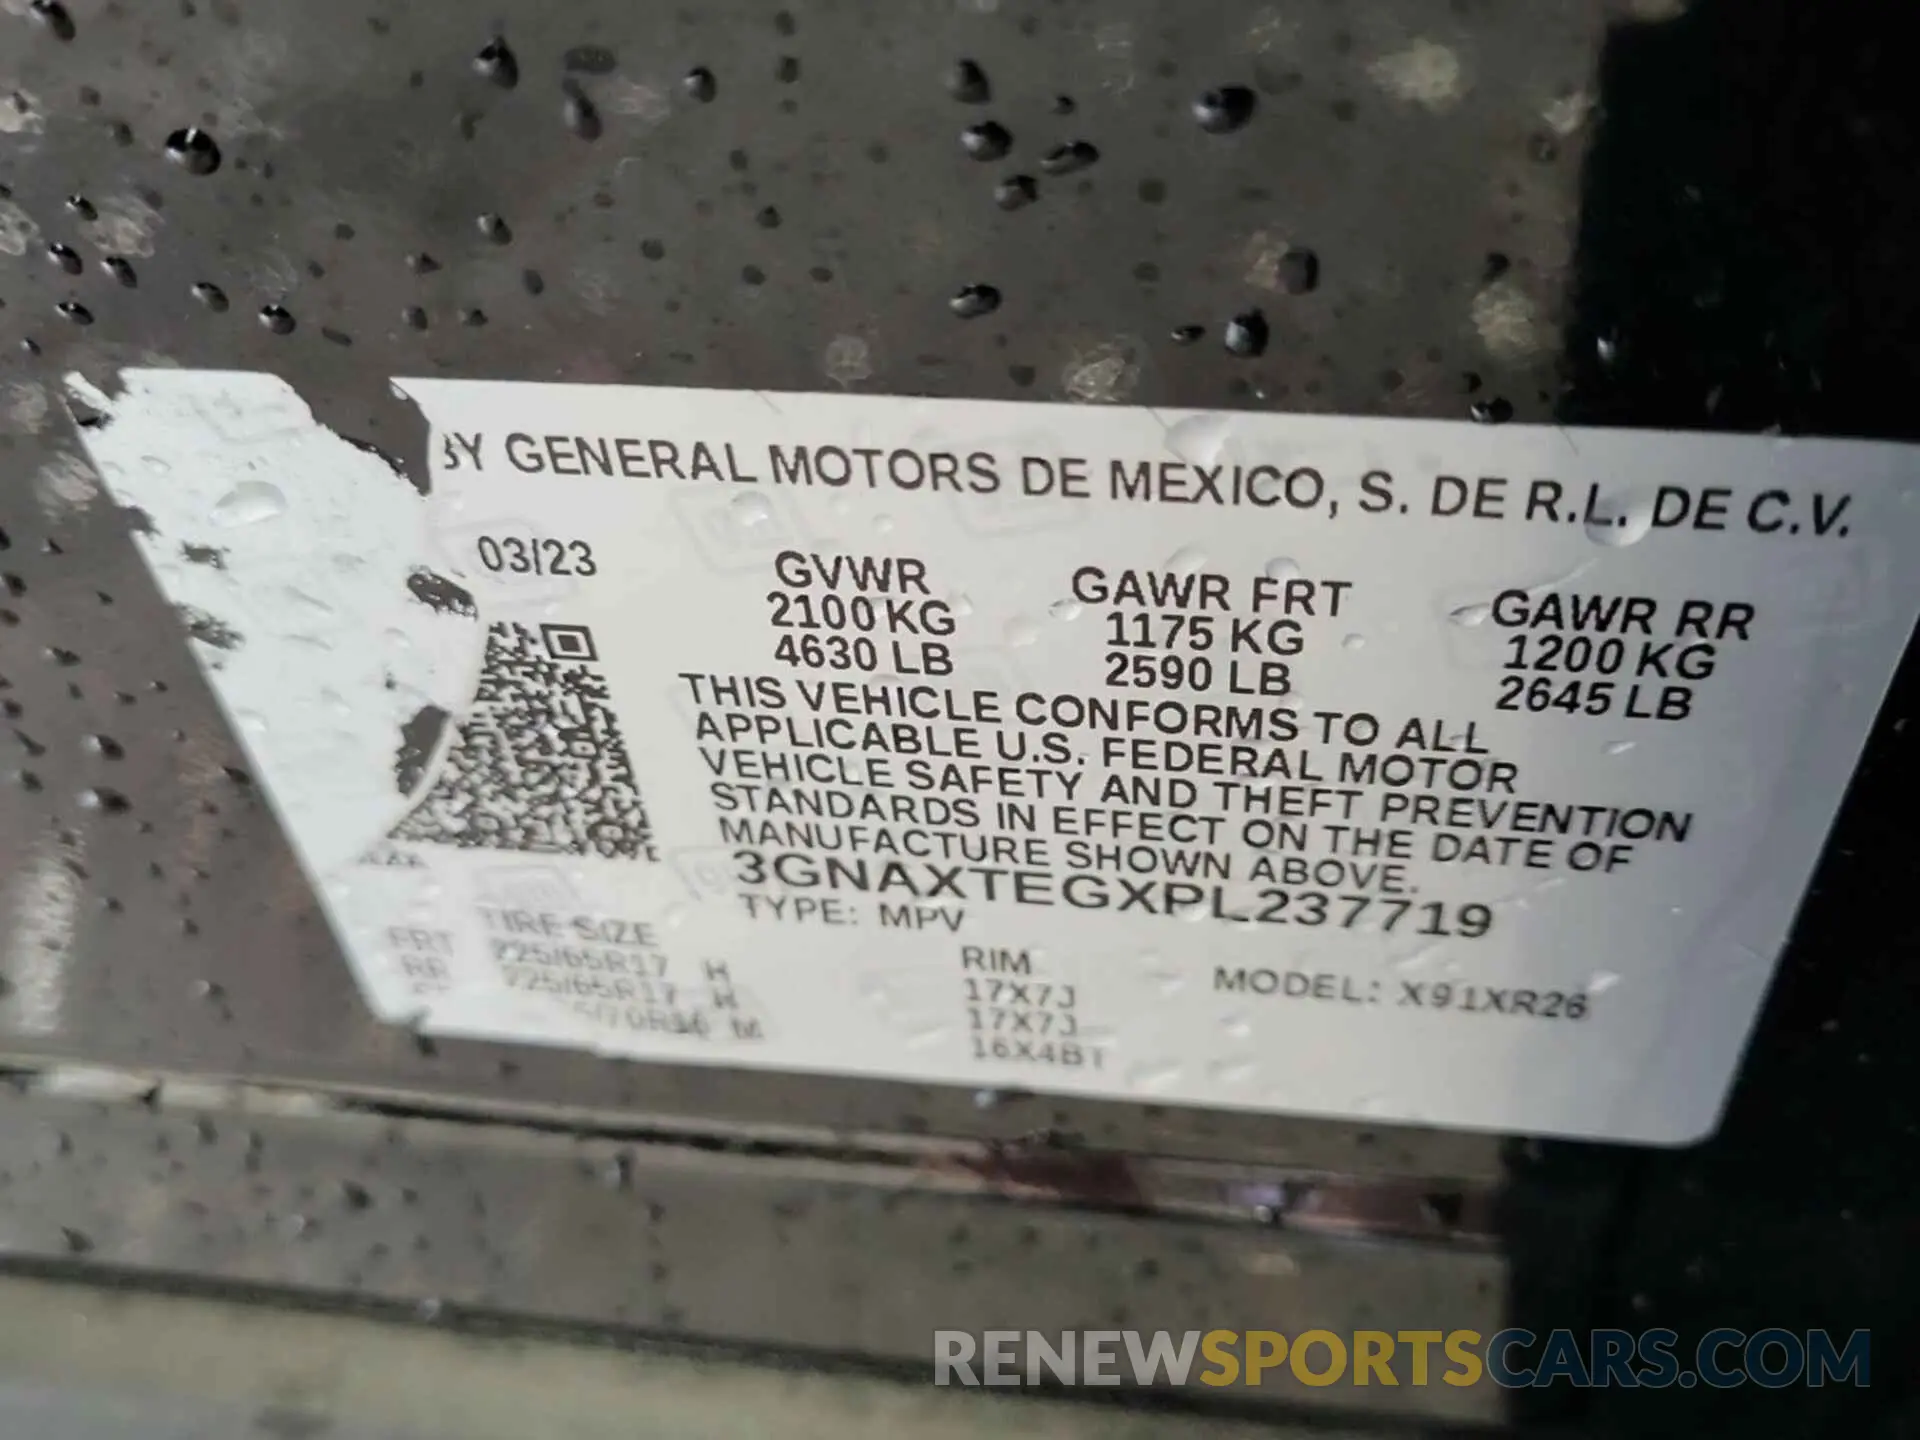 BY GENERAL MOTORS DE MEXICO, S. DE R.L. DE C.V.
03/23
GVWR GAWR FRT GAWR RR
2100 KG 1175 KG 1200 KG
4630 LB 2590 LB 2645 LB
THIS VEHICLE CONFORMS TO ALL
APPLICABLE U.S. FEDERAL MOTOR
VEHICLE SAFETY AND THEFT PREVENTION
STANDARDS IN EFFECT ON THE DATE OF
MANUFACTURE SHOWN ABOVE.
3GNAXTEGXPL237719
TYPE: MPV
TIRE SIZE RIM MODEL: X91XR26
FRT 225/65R17 H 17X7J
RR 225/65R17 H 17X7J
M 16X4BT
RENEWSPORTSCARS.COM